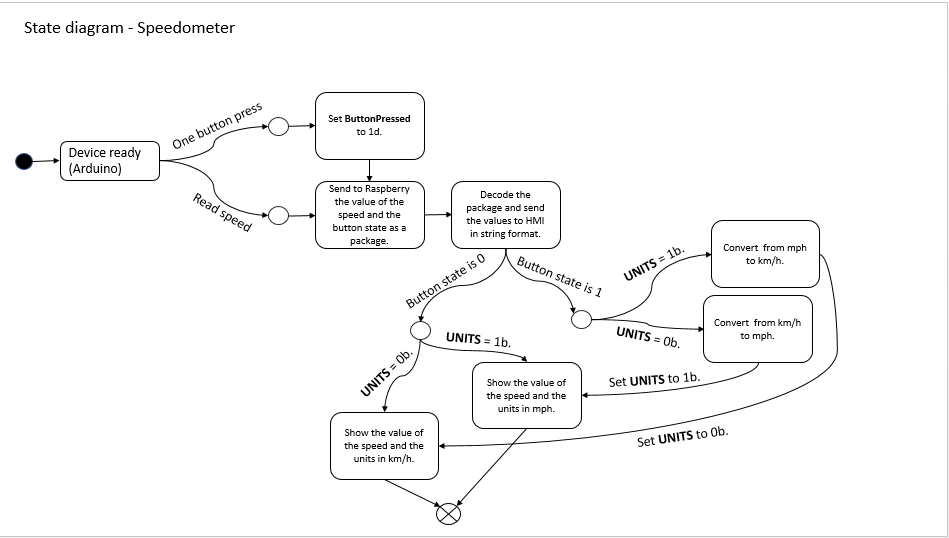 State diagram - Speedometer
One button press
Set ButtonPressed
to 1d.
Device ready
(Arduino)
Read speed
Send to Raspberry
the value of the
speed and the
button state as a
package.
Decode the
package and send
the values to HMI
in string format.
Button state is 0
Button state is 1
UNITS = 1b.
Convert from mph
to km/h.
UNITS = 0b.
Convert from km/h
to mph.
UNITS = 1b.
UNITS = 0b.
Show the value of
the speed and the
units in mph.
Set UNITS to 1b.
Show the value of
the speed and the
units in km/h.
Set UNITS to 0b.